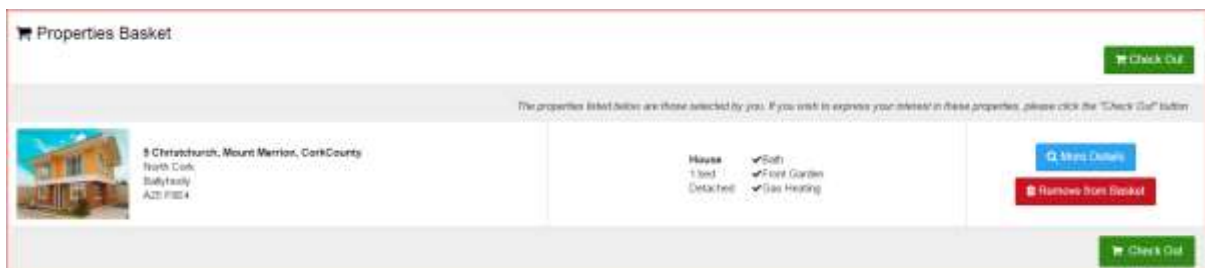 Properties Basket
Check Out
The properties listed below are those selected by you. If you wish to express your interest in these properties, please click the "Check Out" button
5 Christchurch, Mount Merrion, CorkCounty
North Cork
Ballyhooly
House
1 bed
Detached
Bath
Front Garden
Gas Heating
More Details
Remove from Basket
Check Out